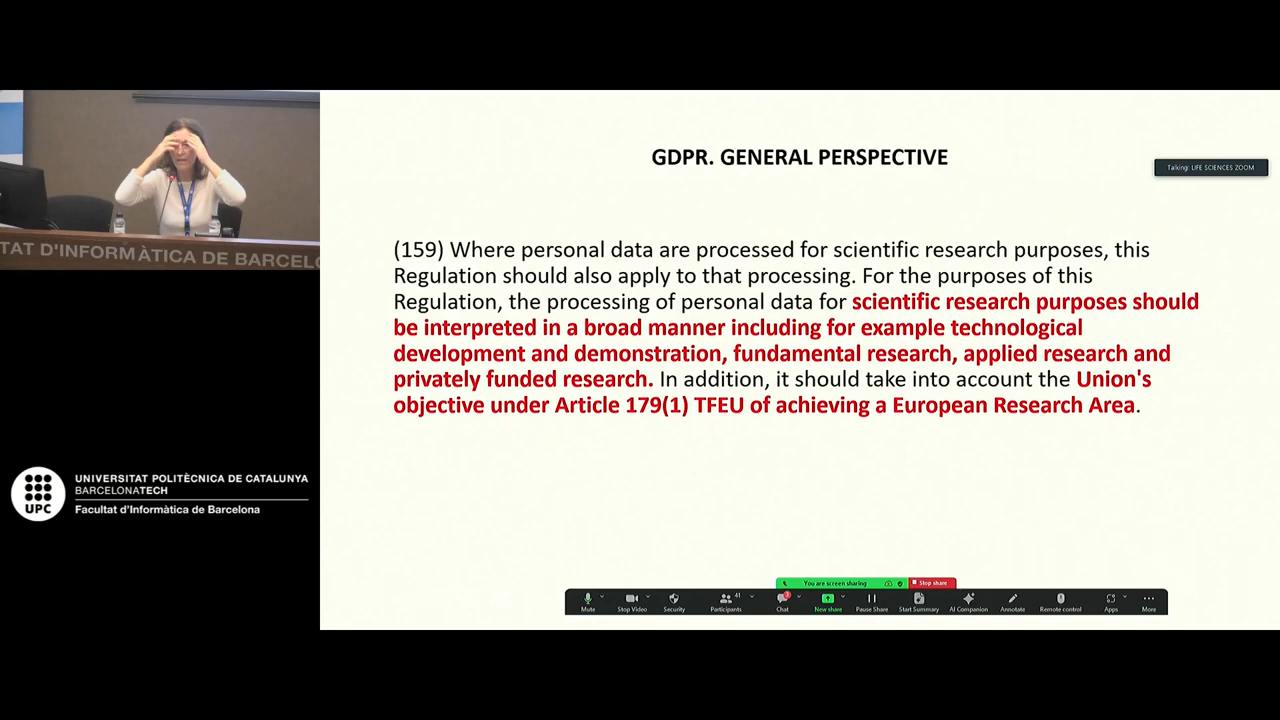 GDPR. GENERAL PERSPECTIVE
Talking: LIFE SCIENCES ZOOM
(159) Where personal data are processed for scientific research purposes, this
Regulation should also apply to that processing. For the purposes of this
Regulation, the processing of personal data for scientific research purposes should
be interpreted in a broad manner including for example technological
development and demonstration, fundamental research, applied research and
privately funded research. In addition, it should take into account the Union's
objective under Article 179(1) TFEU of achieving a European Research Area.
TAT D'INFORMÀTICA DE BARCELO
UPC
UNIVERSITAT POLITÈCNICA DE CATALUNYA
BARCELONATECH
Facultat d'Informàtica de Barcelona
You are screen sharing
Stop share
Mute
Stop Video
Security
Participants
41
Chat
3
New share
Pause Share
Start Summary
AI Companion
Annotate
Remote control
Apps
More